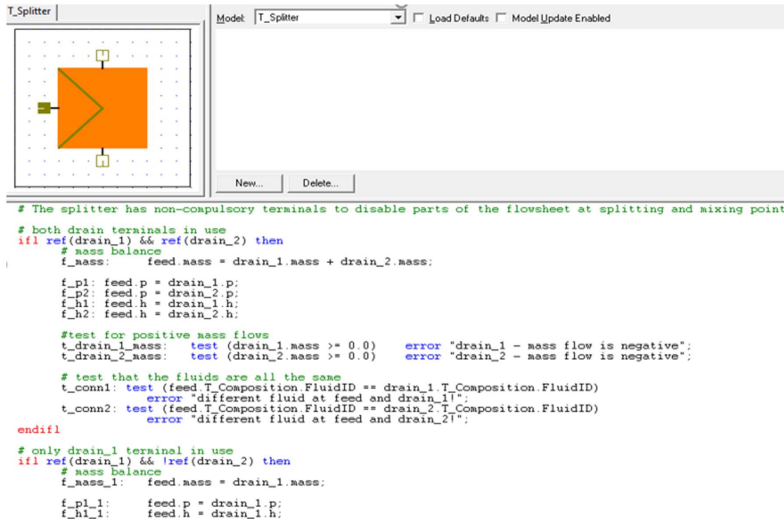 T_Splitter
Model: T_Splitter Load Defaults Model Update Enabled
New... Delete...
# The splitter has non-compulsory terminals to disable parts of the flowsheet at splitting and mixing point
# both drain terminals in use
ifl ref(drain_1) && ref(drain_2) then
# mass balance
f_mass: feed.mass = drain_1.mass + drain_2.mass;
f_p1: feed.p = drain_1.p;
f_p2: feed.p = drain_2.p;
f_h1: feed.h = drain_1.h;
f_h2: feed.h = drain_2.h;
#test for positive mass flows
t_drain_1_mass: test (drain_1.mass >= 0.0) error "drain_1 - mass flow is negative";
t_drain_2_mass: test (drain_2.mass >= 0.0) error "drain_2 - mass flow is negative";
# test that the fluids are all the same
t_conn1: test (feed.T_Composition.FluidID == drain_1.T_Composition.FluidID)
error "different fluid at feed and drain_1!";
t_conn2: test (feed.T_Composition.FluidID == drain_2.T_Composition.FluidID)
error "different fluid at feed and drain_2!";
endifl
# only drain_1 terminal in use
ifl ref(drain_1) && !ref(drain_2) then
# mass balance
f_mass_1: feed.mass = drain_1.mass;
f_p1_1: feed.p = drain_1.p;
f_h1_1: feed.h = drain_1.h;